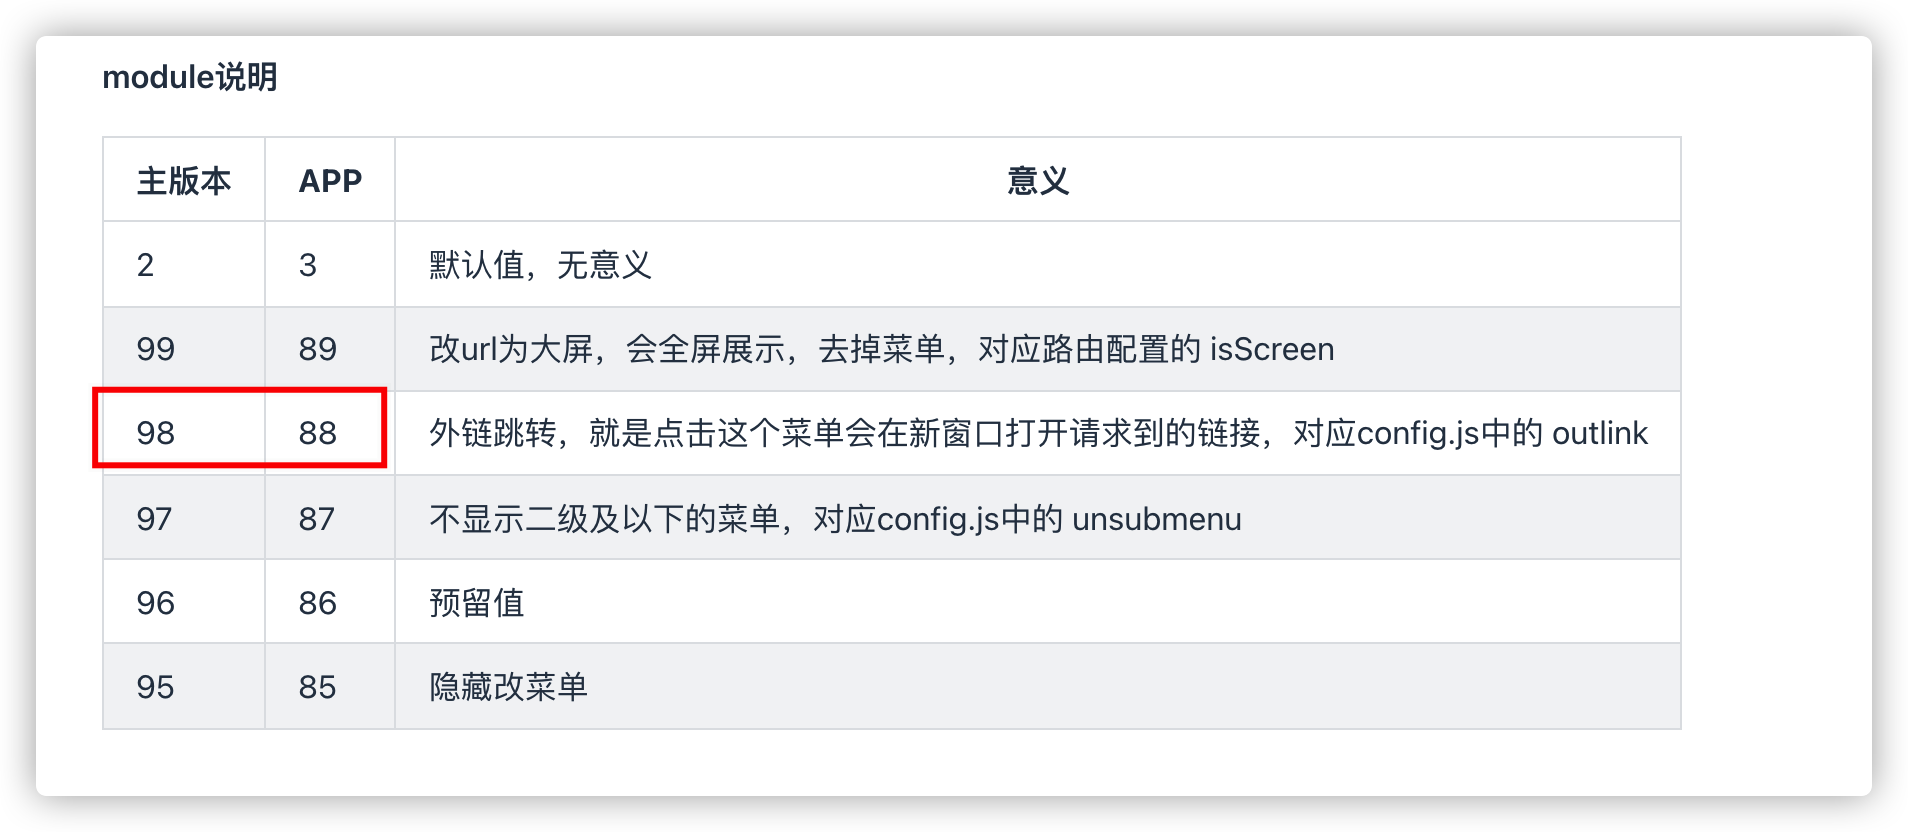 module说明
主版本 APP 意义
2 3 默认值，无意义
99 89 改url为大屏，会全屏展示，去掉菜单，对应路由配置的 isScreen
98 88 外链跳转，就是点击这个菜单会在新窗口打开请求到的链接，对应config.js中的 outlink
97 87 不显示二级及以下的菜单，对应config.js中的 unsubmenu
96 86 预留值
95 85 隐藏改菜单